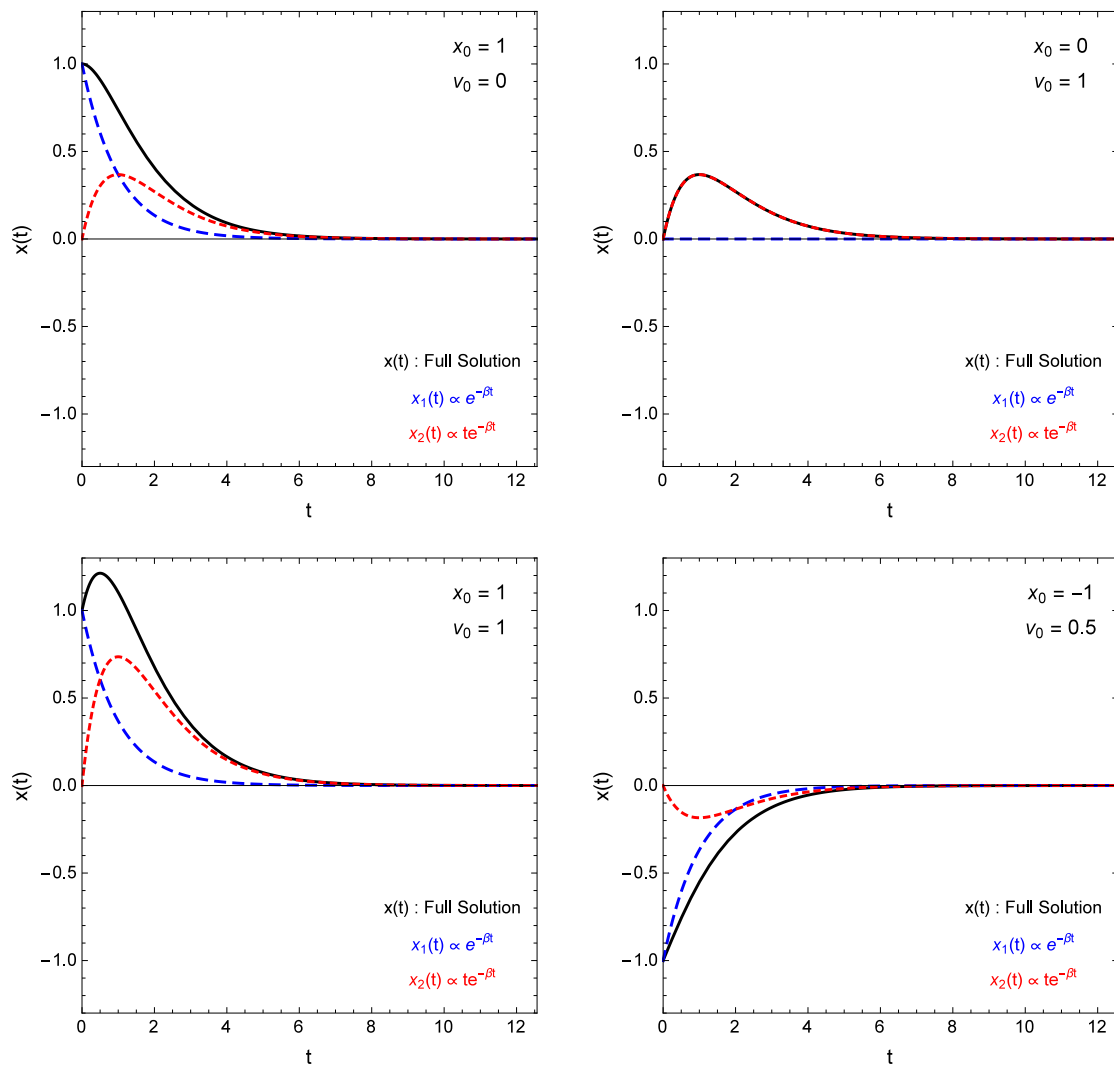 x₀ = 1
v₀ = 0
1.0
0.5
0.0
−0.5
−1.0
x(t)
x(t) : Full Solution
x₁(t) ∝ e^−βt
x₂(t) ∝ te^−βt
0 2 4 6 8 10 12
t
x₀ = 0
v₀ = 1
1.0
0.5
0.0
−0.5
−1.0
x(t)
x(t) : Full Solution
x₁(t) ∝ e^−βt
x₂(t) ∝ te^−βt
0 2 4 6 8 10 12
t
x₀ = 1
v₀ = 1
1.0
0.5
0.0
−0.5
−1.0
x(t)
x(t) : Full Solution
x₁(t) ∝ e^−βt
x₂(t) ∝ te^−βt
0 2 4 6 8 10 12
t
x₀ = −1
v₀ = 0.5
1.0
0.5
0.0
−0.5
−1.0
x(t)
x(t) : Full Solution
x₁(t) ∝ e^−βt
x₂(t) ∝ te^−βt
0 2 4 6 8 10 12
t